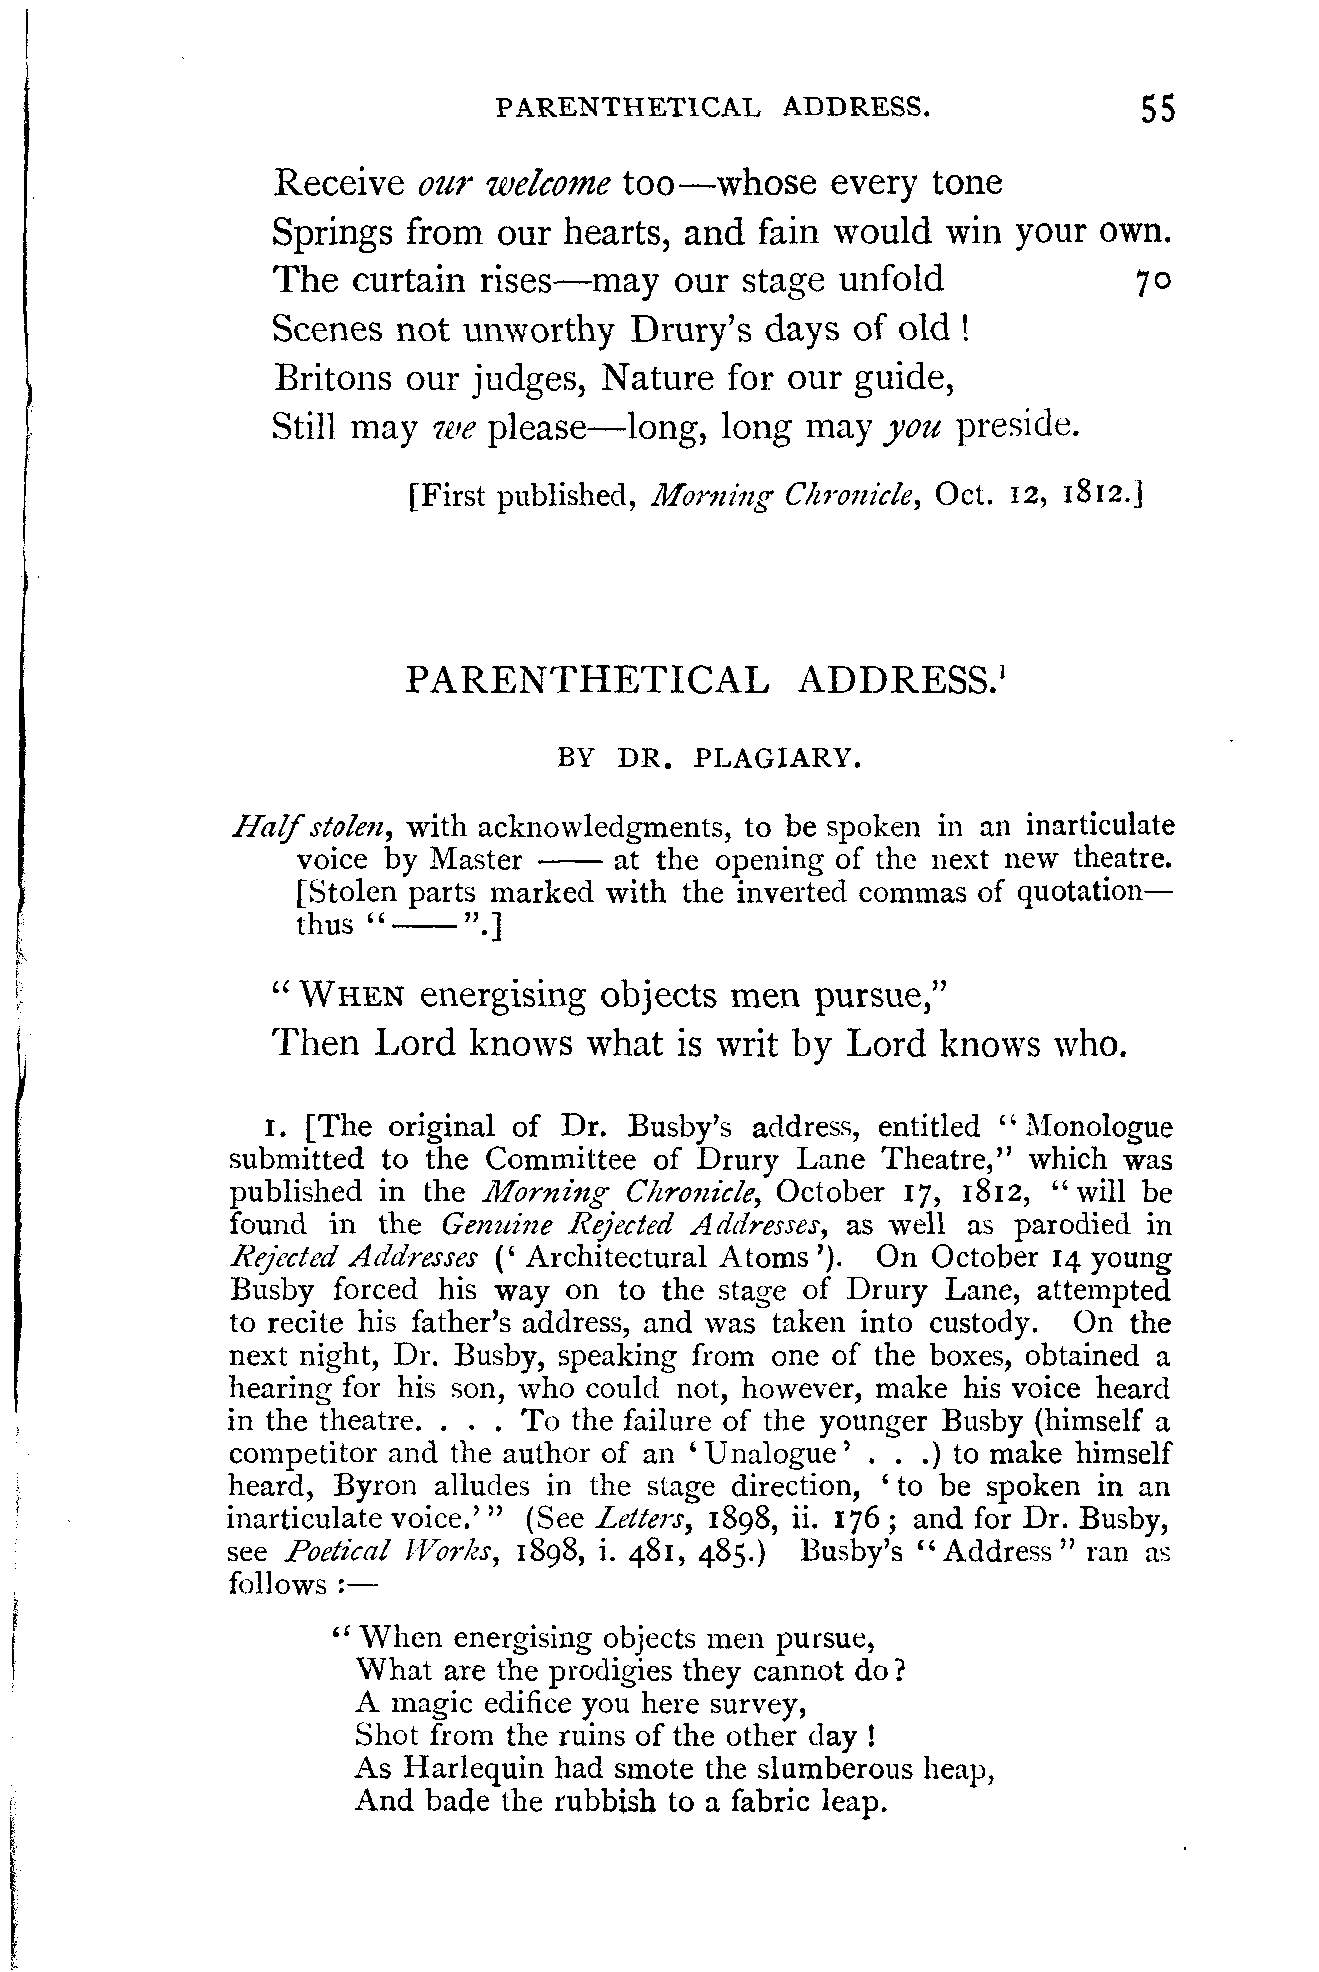 PARENTHETICAL ADDRESS. 55
Receive our welcome too—whose every tone
Springs from our hearts, and fain would win your own.
The curtain rises—may our stage unfold 70
Scenes not unworthy Drury's days of old !
Britons our judges, Nature for our guide,
Still may we please—long, long may you preside.
[First published, Morning Chronicle, Oct. 12, 1812.]
PARENTHETICAL ADDRESS.¹
BY DR. PLAGIARY.
Half stolen, with acknowledgments, to be spoken in an inarticulate
voice by Master —— at the opening of the next new theatre.
[Stolen parts marked with the inverted commas of quotation—
thus “ —— ”.]
“ WHEN energising objects men pursue,”
Then Lord knows what is writ by Lord knows who.
1. [The original of Dr. Busby's address, entitled “ Monologue
submitted to the Committee of Drury Lane Theatre,” which was
published in the Morning Chronicle, October 17, 1812, “ will be
found in the Genuine Rejected Addresses, as well as parodied in
Rejected Addresses (‘ Architectural Atoms ’). On October 14 young
Busby forced his way on to the stage of Drury Lane, attempted
to recite his father's address, and was taken into custody. On the
next night, Dr. Busby, speaking from one of the boxes, obtained a
hearing for his son, who could not, however, make his voice heard
in the theatre. . . . To the failure of the younger Busby (himself a
competitor and the author of an ‘ Unalogue ’ . . .) to make himself
heard, Byron alludes in the stage direction, ‘ to be spoken in an
inarticulate voice.’ ” (See Letters, 1898, ii. 176 ; and for Dr. Busby,
see Poetical Works, 1898, i. 481, 485.) Busby's “ Address ” ran as
follows :—
“ When energising objects men pursue,
What are the prodigies they cannot do ?
A magic edifice you here survey,
Shot from the ruins of the other day !
As Harlequin had smote the slumberous heap,
And bade the rubbish to a fabric leap.